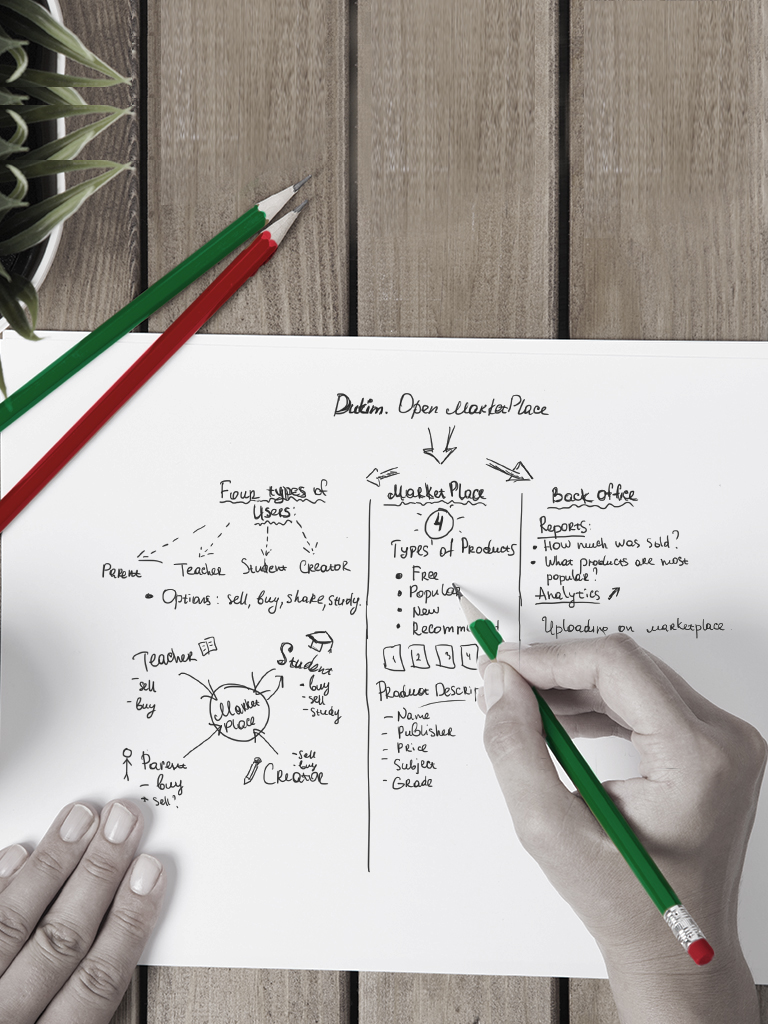 Dukim. Open MarketPlace
Four types of
Users:
Parent Teacher Student Creator
• Options: sell, buy, share, study.
Teacher
- sell
- buy
Student
• buy
- sell
- study
Market
Place
Parent
- buy
+ sell?
Creator
- sell
- buy
Market Place
4
Types of Products
• Free
• Popular
• New
• Recomm
1 2 3 4
Product Descrip
- Name
- Publisher
- Price
- Subject
- Grade
Back Office
Reports:
• How much was sold?
• What products are most
popular?
Analytics
Uploading on marketplace